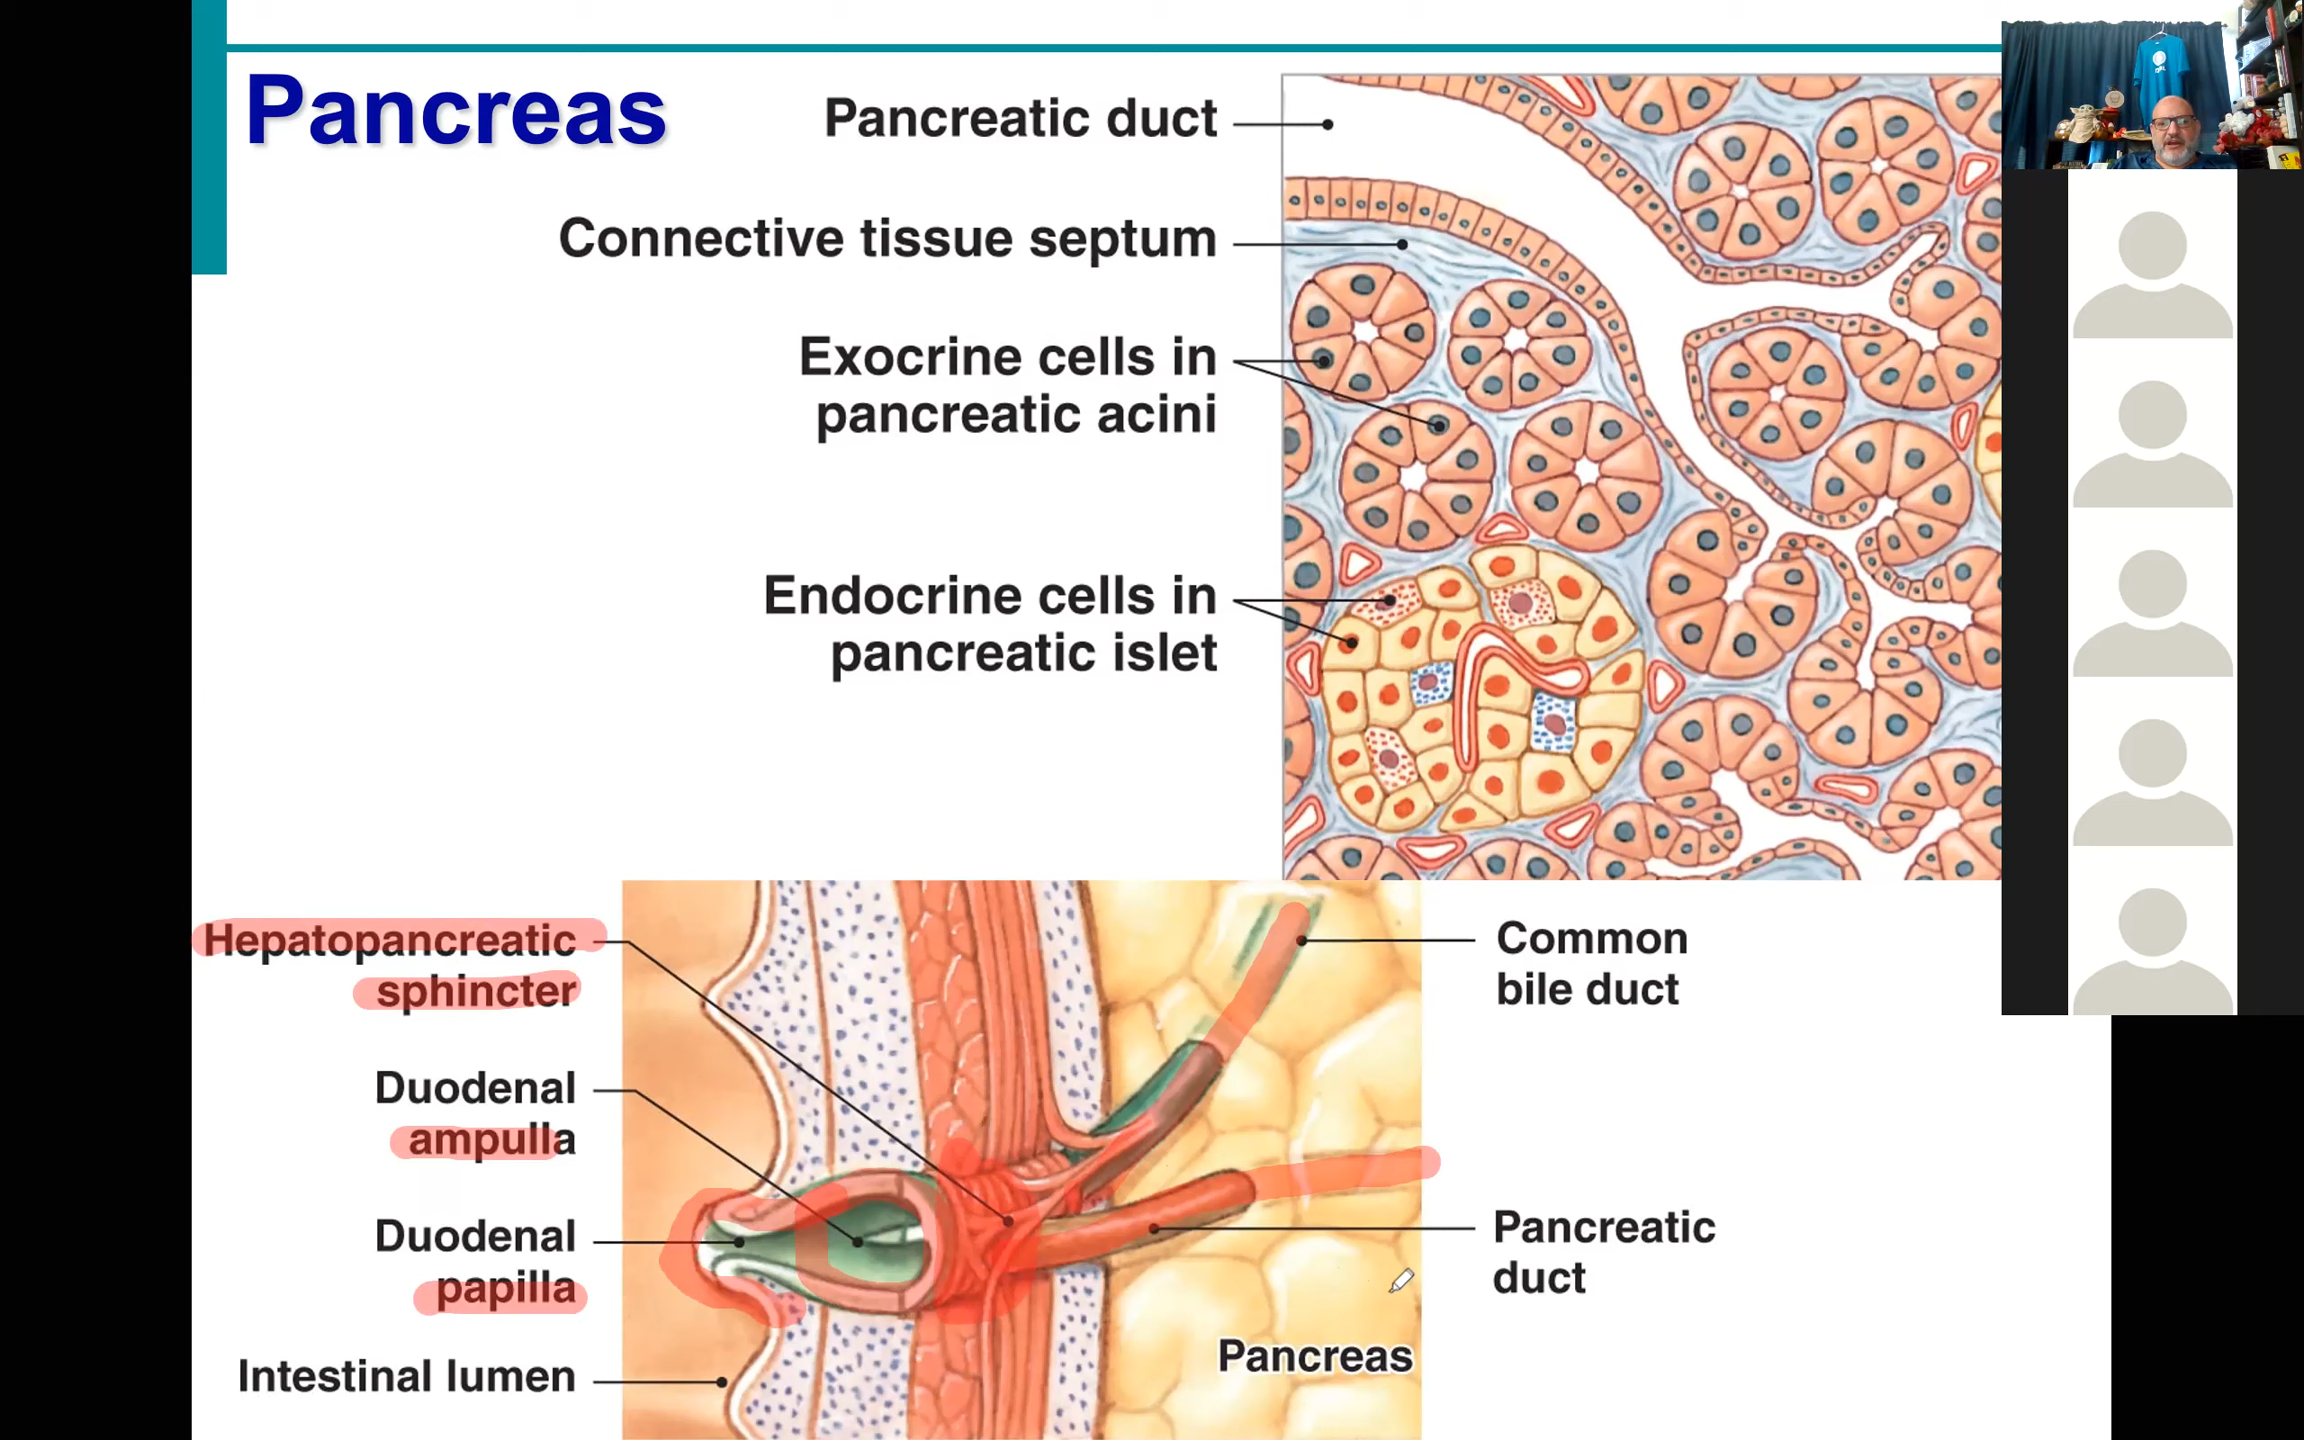 Pancreas
Pancreatic duct
Connective tissue septum
Exocrine cells in
pancreatic acini
Endocrine cells in
pancreatic islet
Hepatopancreatic
sphincter
Duodenal
ampulla
Duodenal
papilla
Intestinal lumen
Common
bile duct
Pancreatic
duct
Pancreas